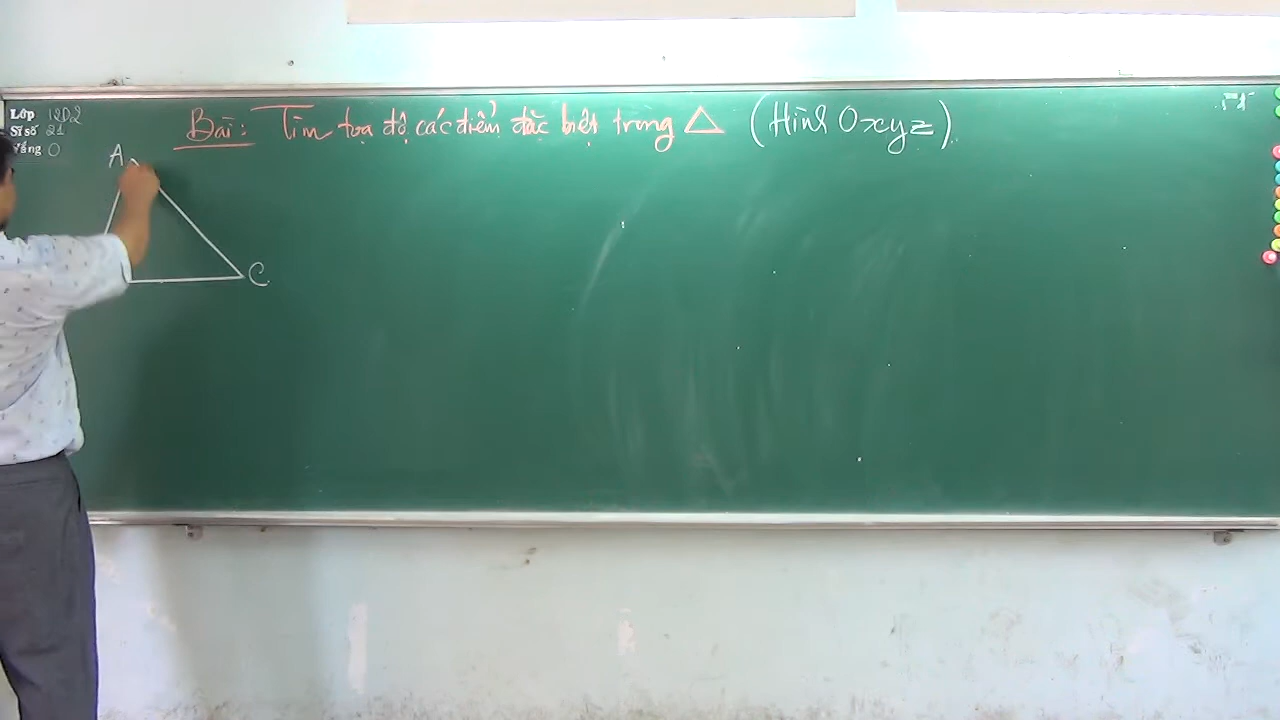 Lớp 12D2
Sĩ số 21
Vắng 0
Bài: Tìm tọa độ các điểm đặc biệt trong △ (Hình Oxyz)
A
C